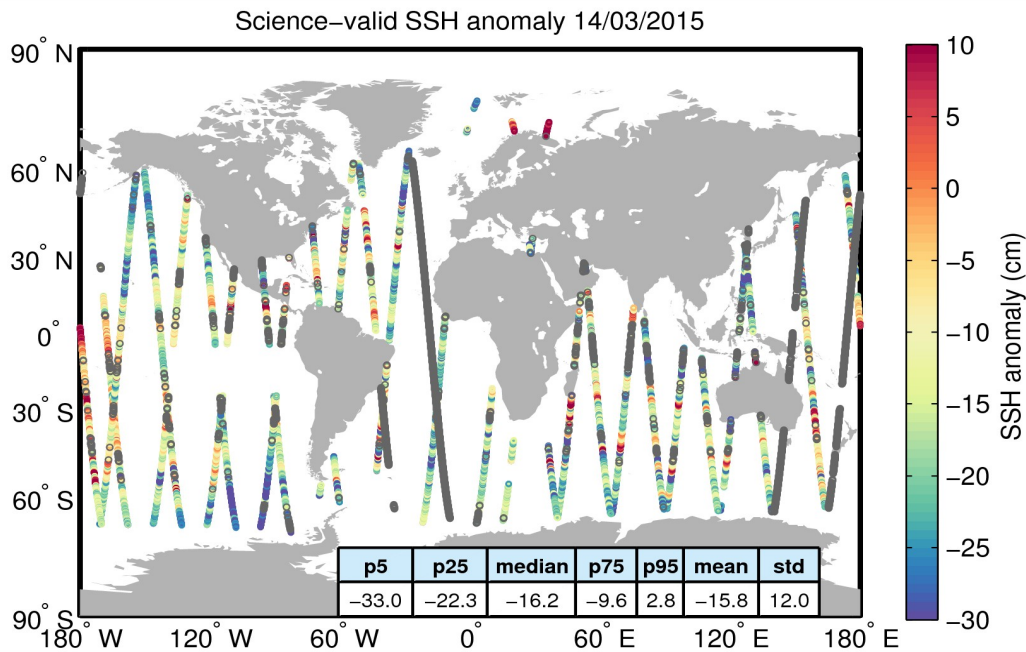 Science−valid SSH anomaly 14/03/2015
90° N
60° N
30° N
0°
30° S
60° S
90° S
180° W
120° W
60° W
0°
60° E
120° E
180° E
p5 p25 median p75 p95 mean std
−33.0 −22.3 −16.2 −9.6 2.8 −15.8 12.0
10
5
0
−5
−10
−15
−20
−25
−30
SSH anomaly (cm)